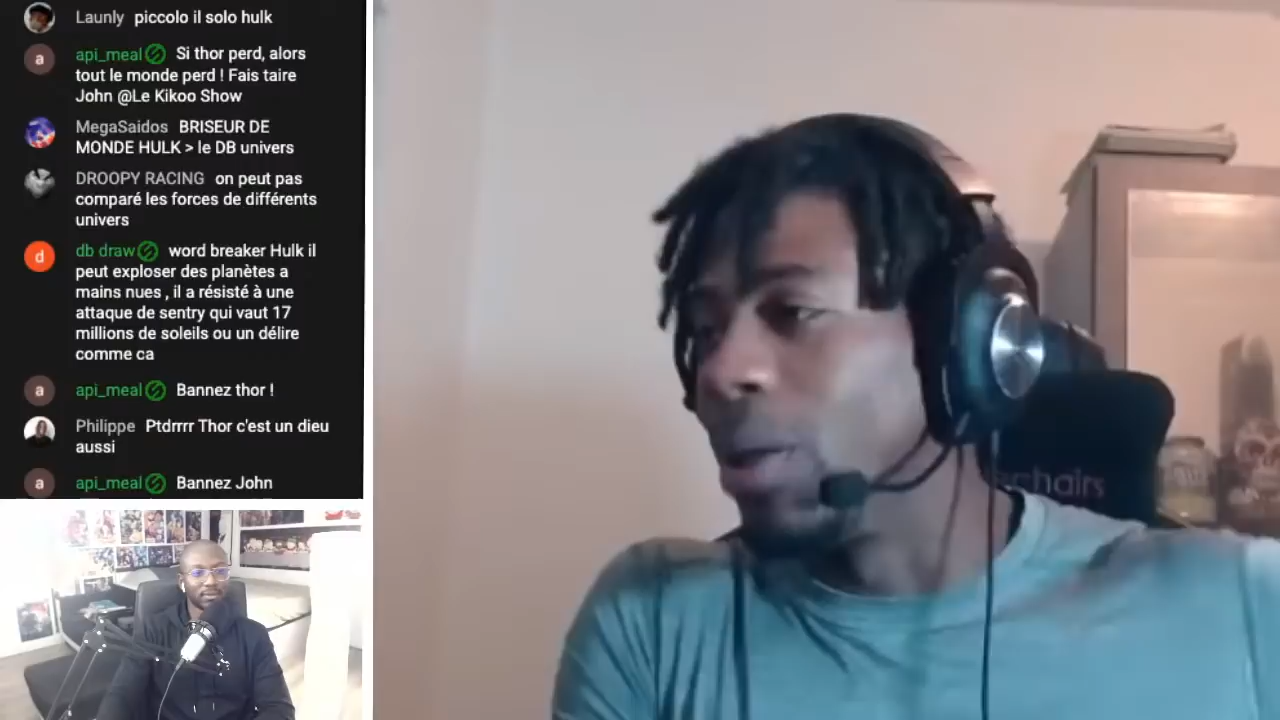 Launly piccolo il solo hulk
api_meal Si thor perd, alors
tout le monde perd ! Fais taire
John @Le Kikoo Show
MegaSaidos BRISEUR DE
MONDE HULK > le DB univers
DROOPY RACING on peut pas
comparé les forces de différents
univers
db draw word breaker Hulk il
peut exploser des planètes a
mains nues , il a résisté à une
attaque de sentry qui vaut 17
millions de soleils ou un délire
comme ca
api_meal Bannez thor !
Philippe Ptdrrrr Thor c'est un dieu
aussi
api_meal Bannez John
chairs